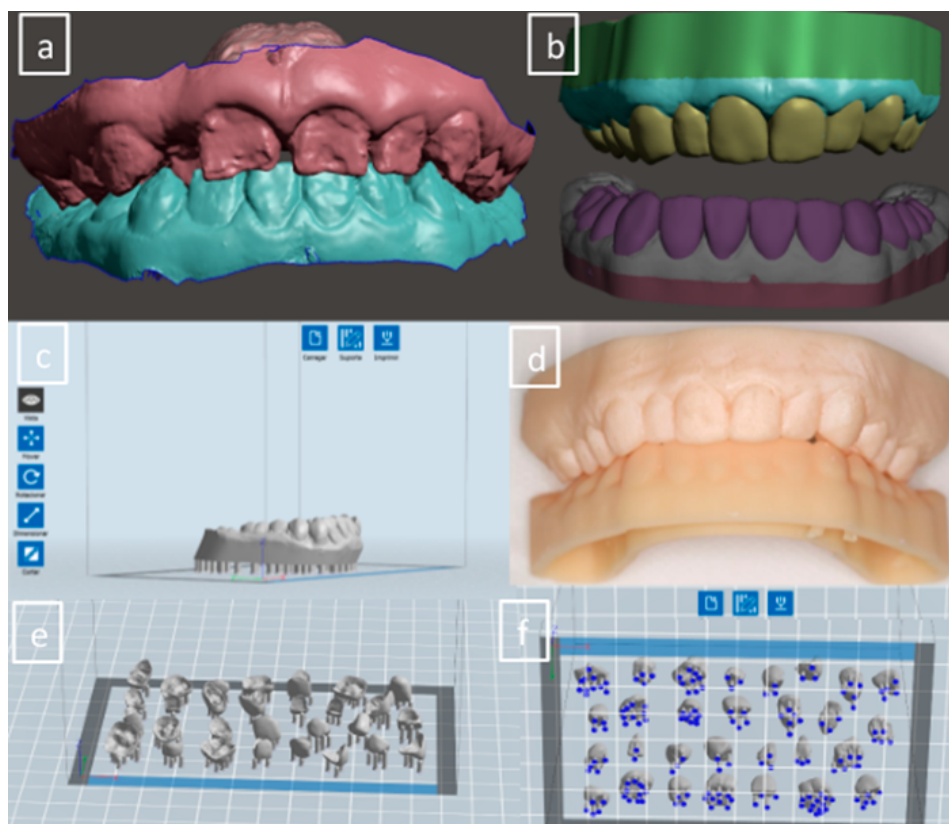 a
b
c
Carregar Suporte Imprimir
Vista
Mover
Rotacionar
Dimensionar
Cortar
d
e
f